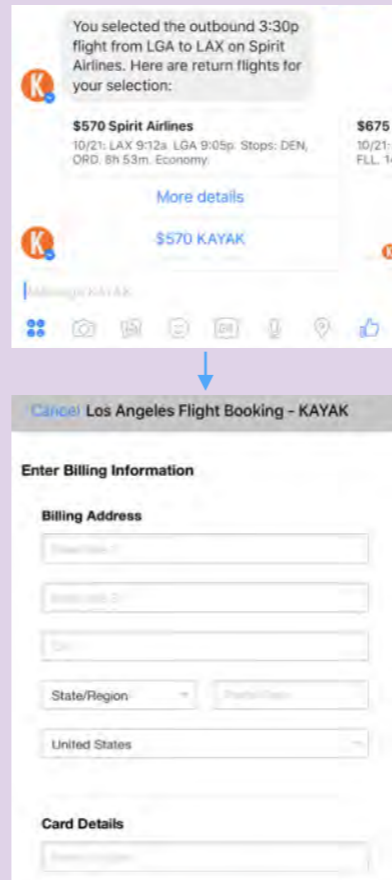 You selected the outbound 3:30p
flight from LGA to LAX on Spirit
Airlines. Here are return flights for
your selection:
K
$570 Spirit Airlines
10/21: LAX 9:12a LGA 9:05p Stops: DEN,
ORD. 8h 53m. Economy.
$675
10/21:
FLL. 1
More details
$570 KAYAK
K
Message KAYAK
Cancel Los Angeles Flight Booking - KAYAK
Enter Billing Information
Billing Address
State/Region
United States
Card Details